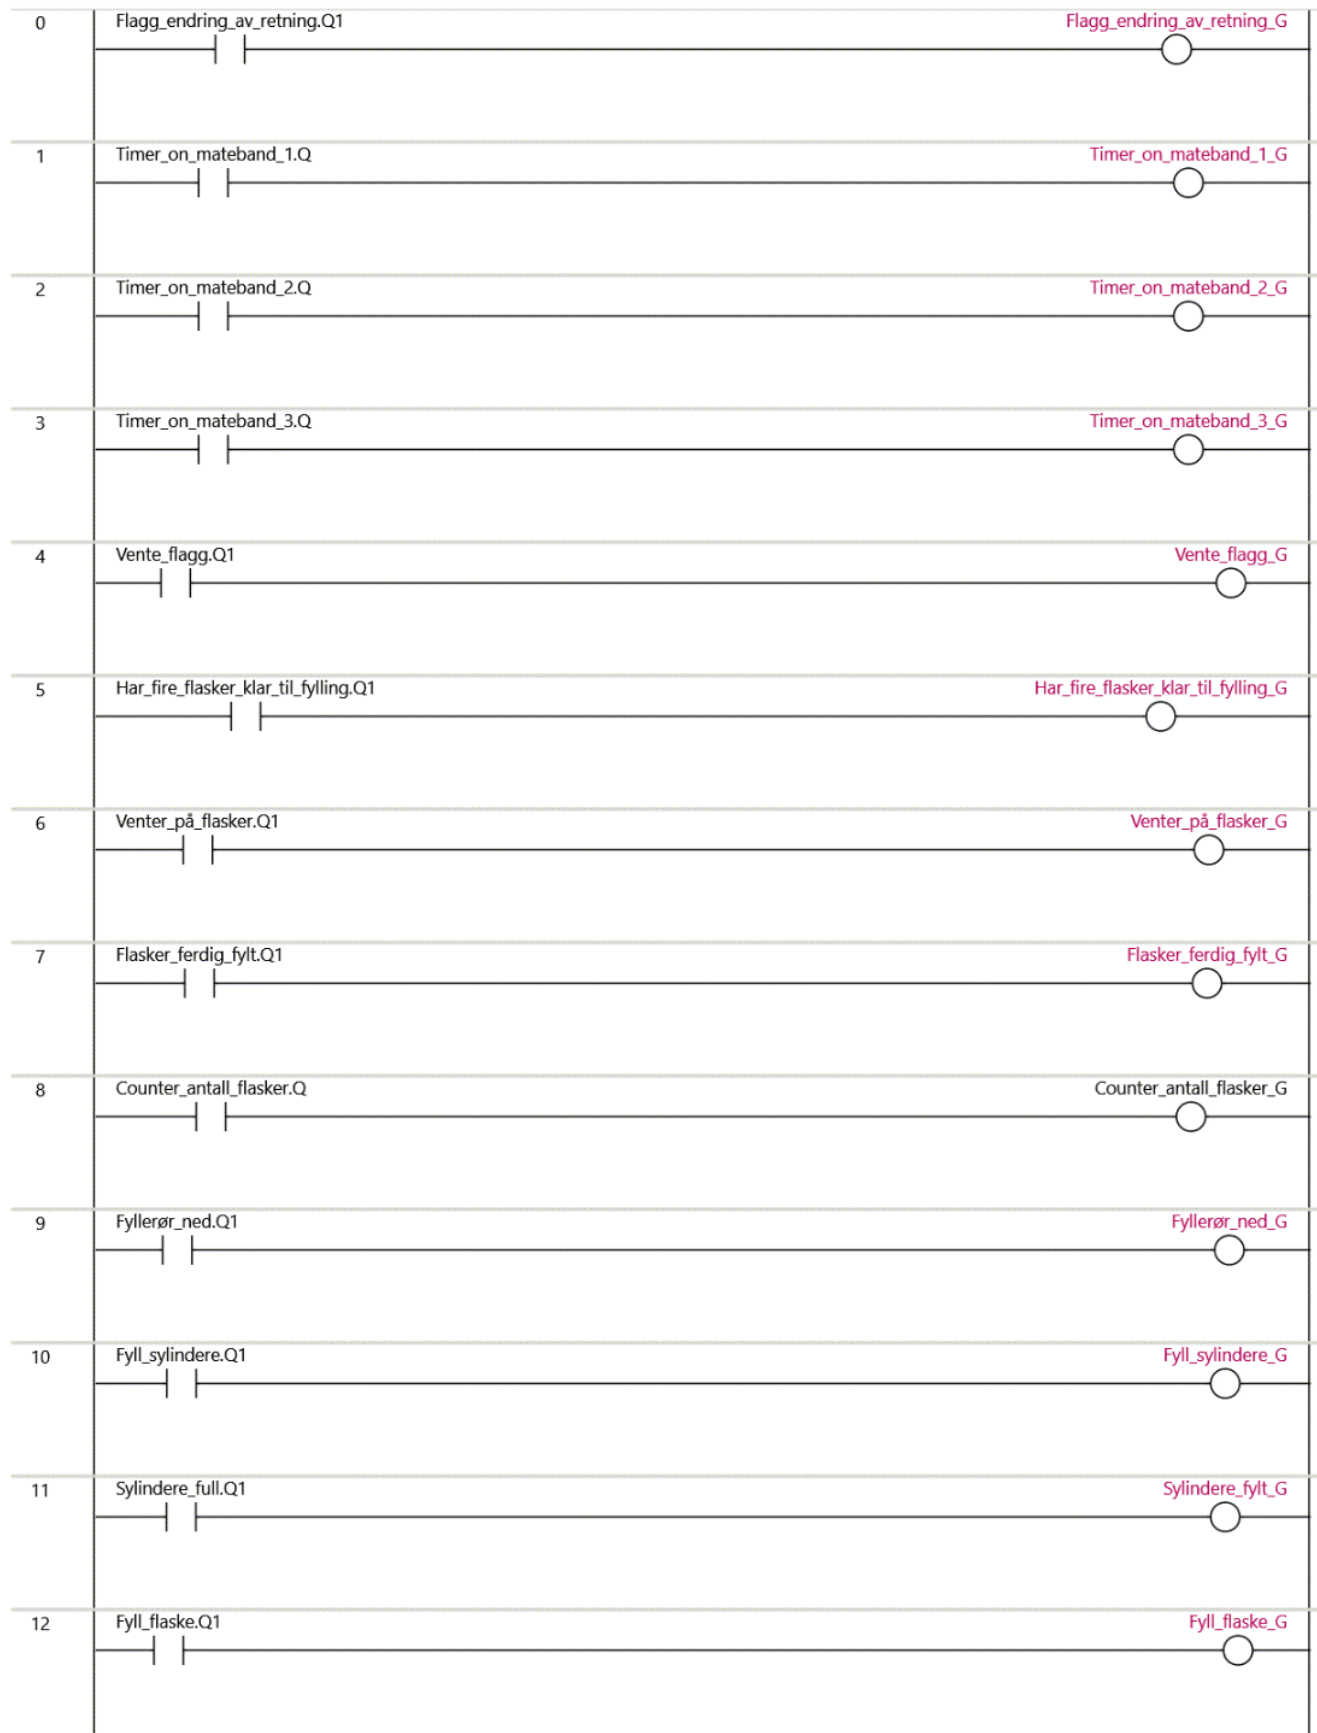 0 Flagg_endring_av_retning.Q1 Flagg_endring_av_retning_G
1 Timer_on_mateband_1.Q Timer_on_mateband_1_G
2 Timer_on_mateband_2.Q Timer_on_mateband_2_G
3 Timer_on_mateband_3.Q Timer_on_mateband_3_G
4 Vente_flagg.Q1 Vente_flagg_G
5 Har_fire_flasker_klar_til_fylling.Q1 Har_fire_flasker_klar_til_fylling_G
6 Venter_på_flasker.Q1 Venter_på_flasker_G
7 Flasker_ferdig_fylt.Q1 Flasker_ferdig_fylt_G
8 Counter_antall_flasker.Q Counter_antall_flasker_G
9 Fyllerør_ned.Q1 Fyllerør_ned_G
10 Fyll_sylindere.Q1 Fyll_sylindere_G
11 Sylindere_full.Q1 Sylindere_fylt_G
12 Fyll_flaske.Q1 Fyll_flaske_G